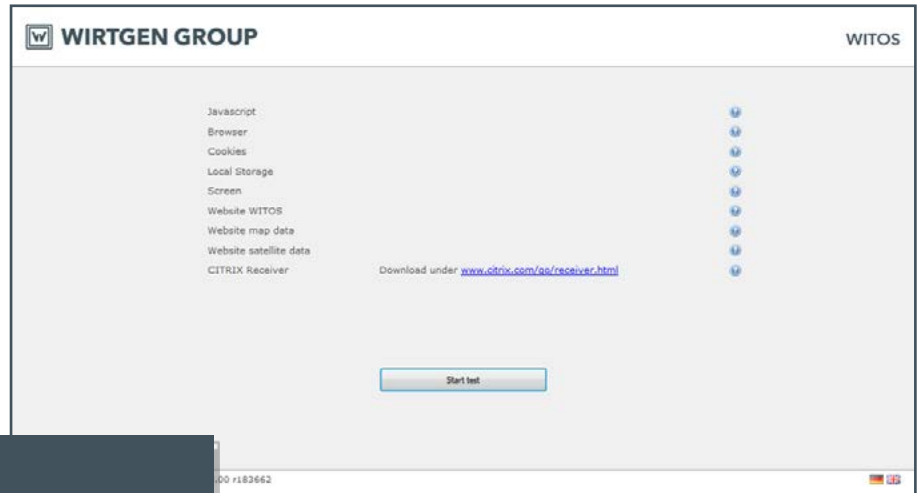 WIRTGEN GROUP
WITOS
Javascript
Browser
Cookies
Local Storage
Screen
Website WITOS
Website map data
Website satellite data
CITRIX Receiver Download under www.citrix.com/go/receiver.html
Start test
.00 r183662